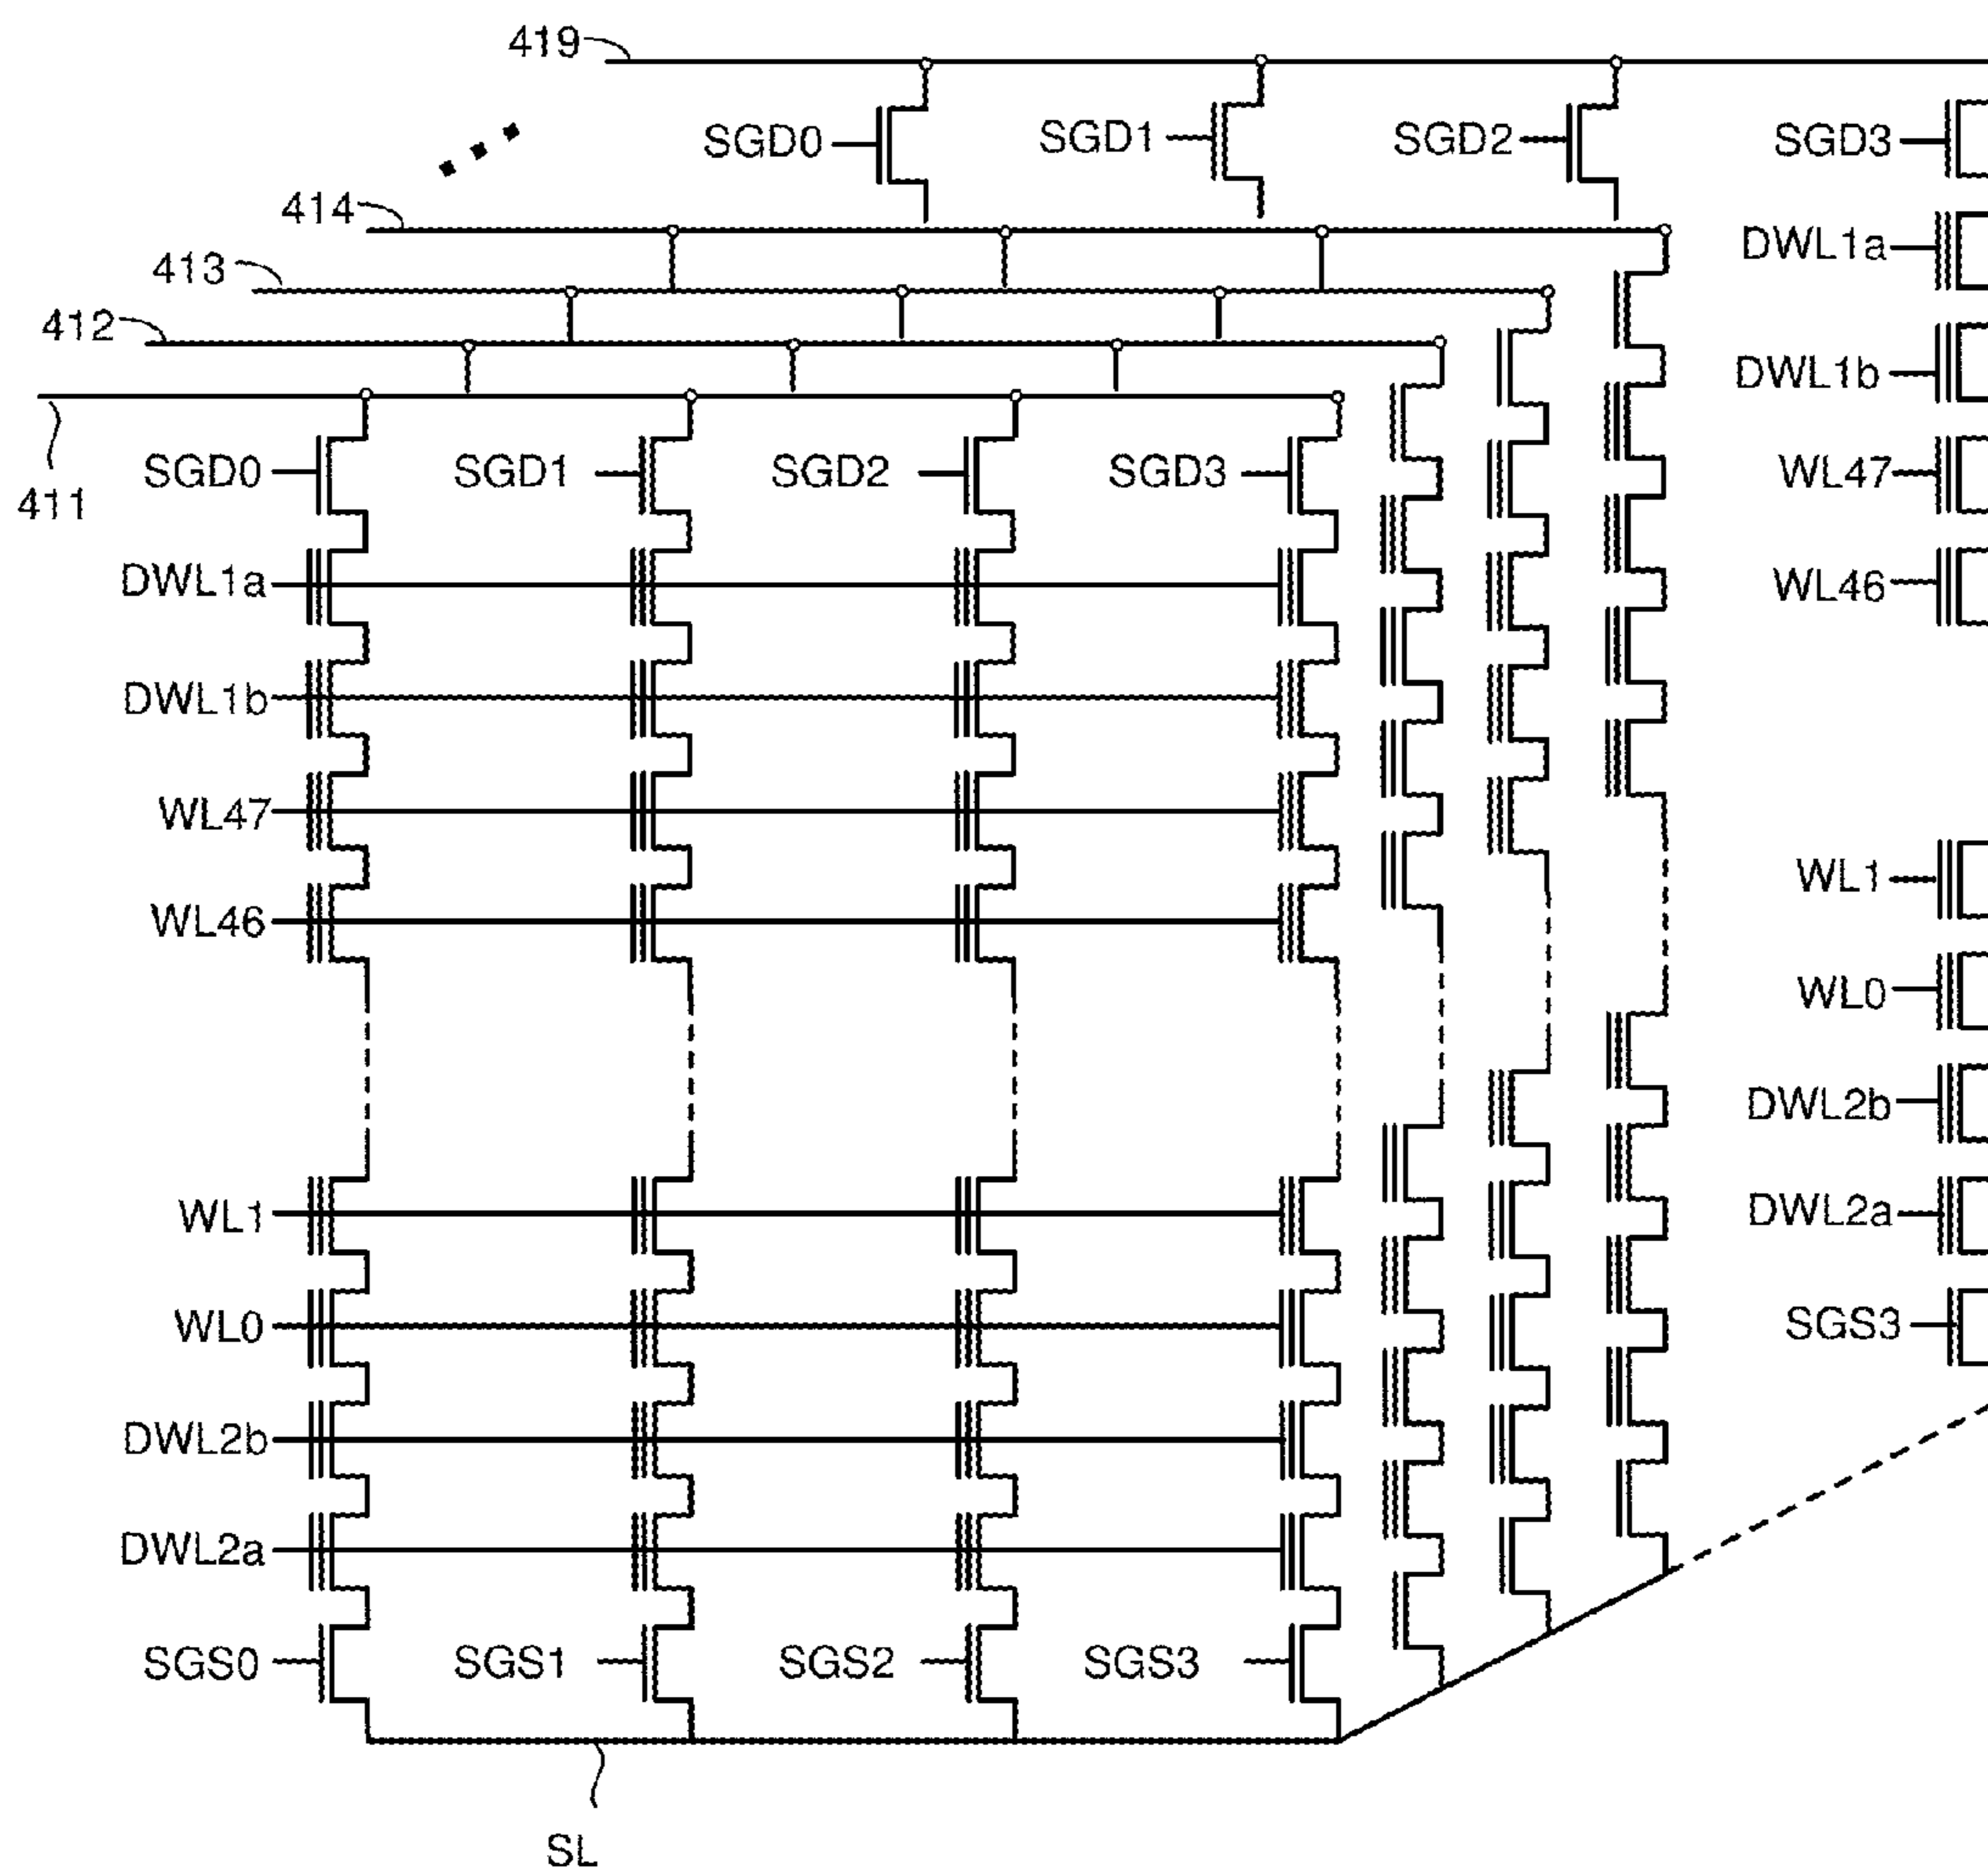 419
SGD0 SGD1 SGD2 SGD3
414
DWL1a
413
412
DWL1b
411
SGD0 SGD1 SGD2 SGD3
WL47
DWL1a
WL46
DWL1b
WL47
WL1
WL46
WL0
DWL2b
WL1
DWL2a
WL0
SGS3
DWL2b
DWL2a
SGS0 SGS1 SGS2 SGS3
SL